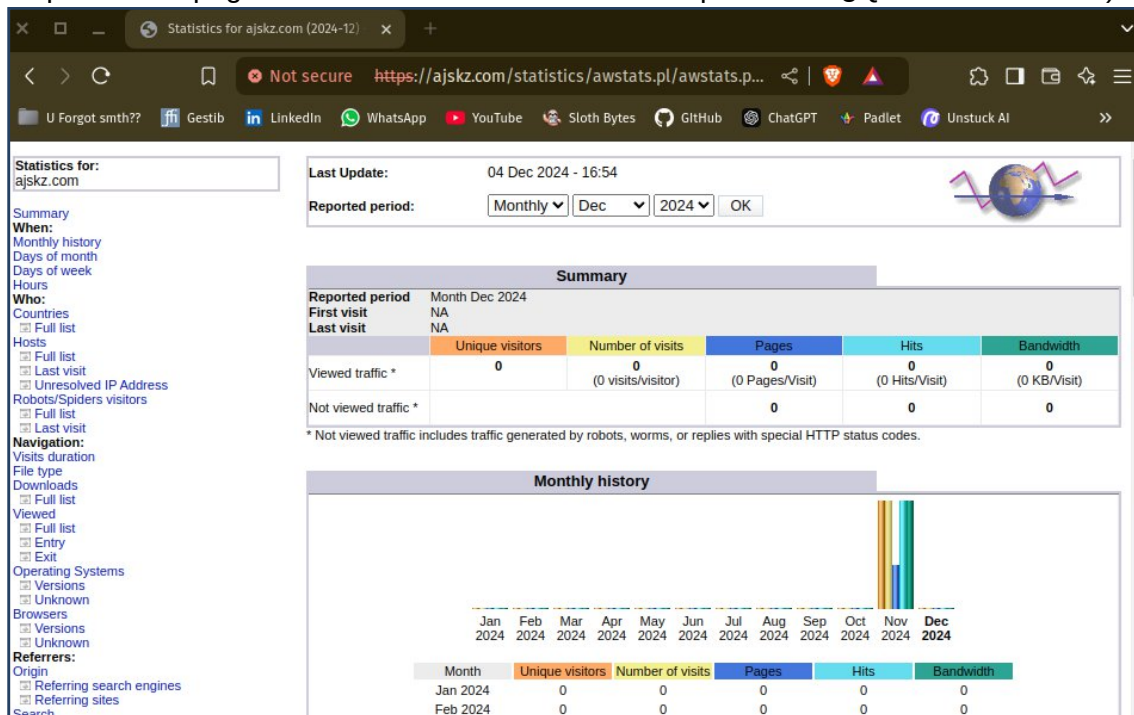 Statistics for ajskz.com (2024-12)
Not secure https://ajskz.com/statistics/awstats.pl/awstats.p...
U Forgot smth?? Gestib LinkedIn WhatsApp YouTube Sloth Bytes GitHub ChatGPT Padlet Unstuck AI »
Statistics for:
ajskz.com
Summary
When:
Monthly history
Days of month
Days of week
Hours
Who:
Countries
Full list
Hosts
Full list
Last visit
Unresolved IP Address
Robots/Spiders visitors
Full list
Last visit
Navigation:
Visits duration
File type
Downloads
Full list
Viewed
Full list
Entry
Exit
Operating Systems
Versions
Unknown
Browsers
Versions
Unknown
Referrers:
Origin
Referring search engines
Referring sites
Search
Last Update: 04 Dec 2024 - 16:54
Reported period: Monthly Dec 2024 OK
Summary
Reported period Month Dec 2024
First visit NA
Last visit NA
Unique visitors Number of visits Pages Hits Bandwidth
Viewed traffic * 0 0 0 0 0
(0 visits/visitor) (0 Pages/Visit) (0 Hits/Visit) (0 KB/Visit)
Not viewed traffic * 0 0 0
* Not viewed traffic includes traffic generated by robots, worms, or replies with special HTTP status codes.
Monthly history
Jan Feb Mar Apr May Jun Jul Aug Sep Oct Nov Dec
2024 2024 2024 2024 2024 2024 2024 2024 2024 2024 2024 2024
Month Unique visitors Number of visits Pages Hits Bandwidth
Jan 2024 0 0 0 0 0
Feb 2024 0 0 0 0 0